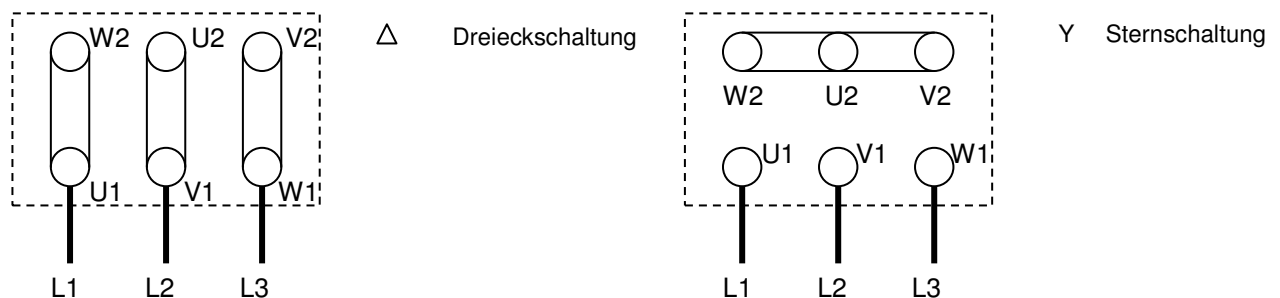 W2 U2 V2
△ Dreieckschaltung
U1 V1 W1
L1 L2 L3
Y Sternschaltung
W2 U2 V2
U1 V1 W1
L1 L2 L3